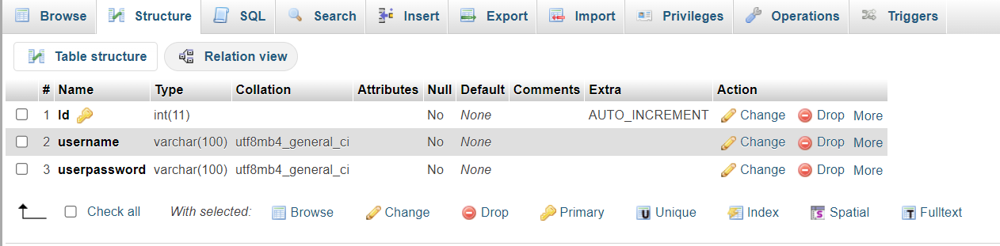 Browse Structure SQL Search Insert Export Import Privileges Operations Triggers
Table structure Relation view
# Name Type Collation Attributes Null Default Comments Extra Action
1 Id int(11) No None AUTO_INCREMENT Change Drop More
2 username varchar(100) utf8mb4_general_ci No None Change Drop More
3 userpassword varchar(100) utf8mb4_general_ci No None Change Drop More
Check all With selected: Browse Change Drop Primary Unique Index Spatial Fulltext